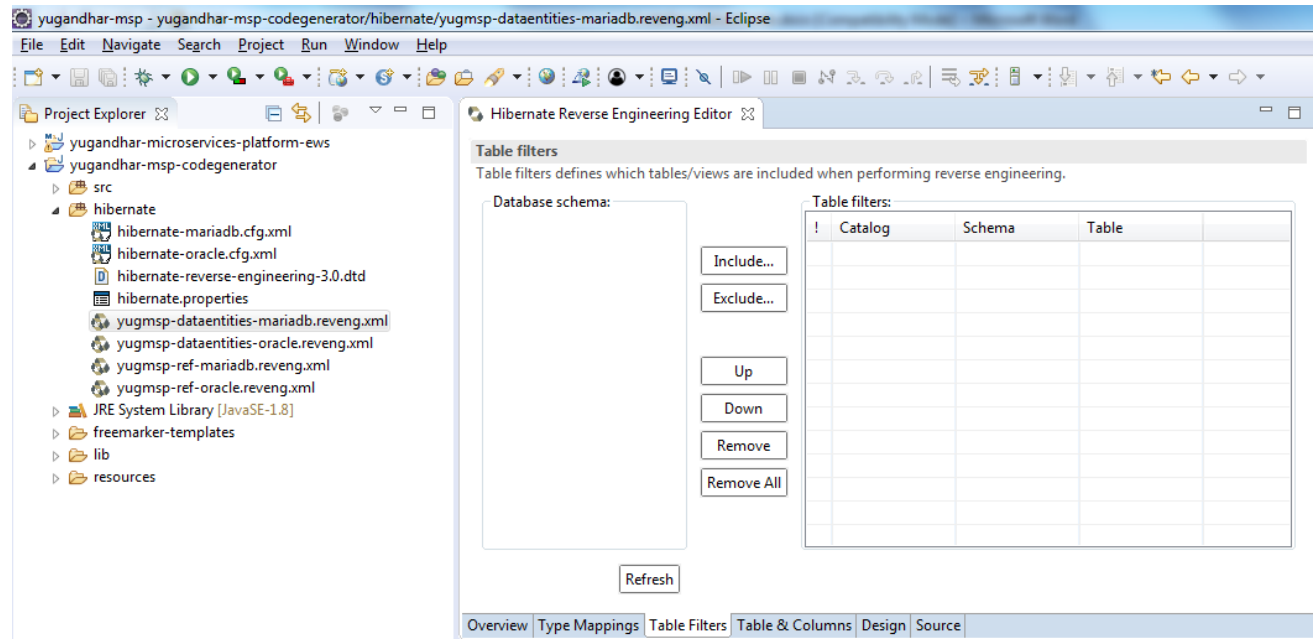 yugandhar-msp - yugandhar-msp-codegenerator/hibernate/yugmsp-dataentities-mariadb.reveng.xml - Eclipse
File Edit Navigate Search Project Run Window Help
Project Explorer
yugandhar-microservices-platform-ews
yugandhar-msp-codegenerator
src
hibernate
hibernate-mariadb.cfg.xml
hibernate-oracle.cfg.xml
hibernate-reverse-engineering-3.0.dtd
hibernate.properties
yugmsp-dataentities-mariadb.reveng.xml
yugmsp-dataentities-oracle.reveng.xml
yugmsp-ref-mariadb.reveng.xml
yugmsp-ref-oracle.reveng.xml
JRE System Library [JavaSE-1.8]
freemarker-templates
lib
resources
Hibernate Reverse Engineering Editor
Table filters
Table filters defines which tables/views are included when performing reverse engineering.
Database schema:
Include...
Exclude...
Up
Down
Remove
Remove All
Refresh
Table filters:
! Catalog Schema Table
Overview Type Mappings Table Filters Table & Columns Design Source